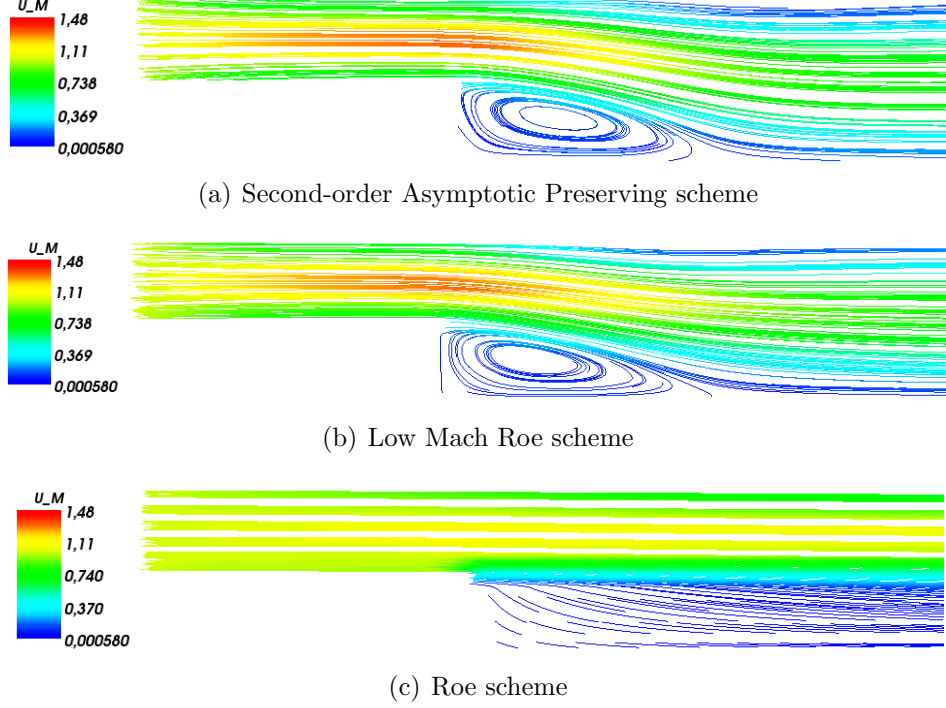 U_M
1,48
1,11
0,738
0,369
0,000580
(a) Second-order Asymptotic Preserving scheme
U_M
1,48
1,11
0,738
0,369
0,000580
(b) Low Mach Roe scheme
U_M
1,48
1,11
0,740
0,370
0,000580
(c) Roe scheme